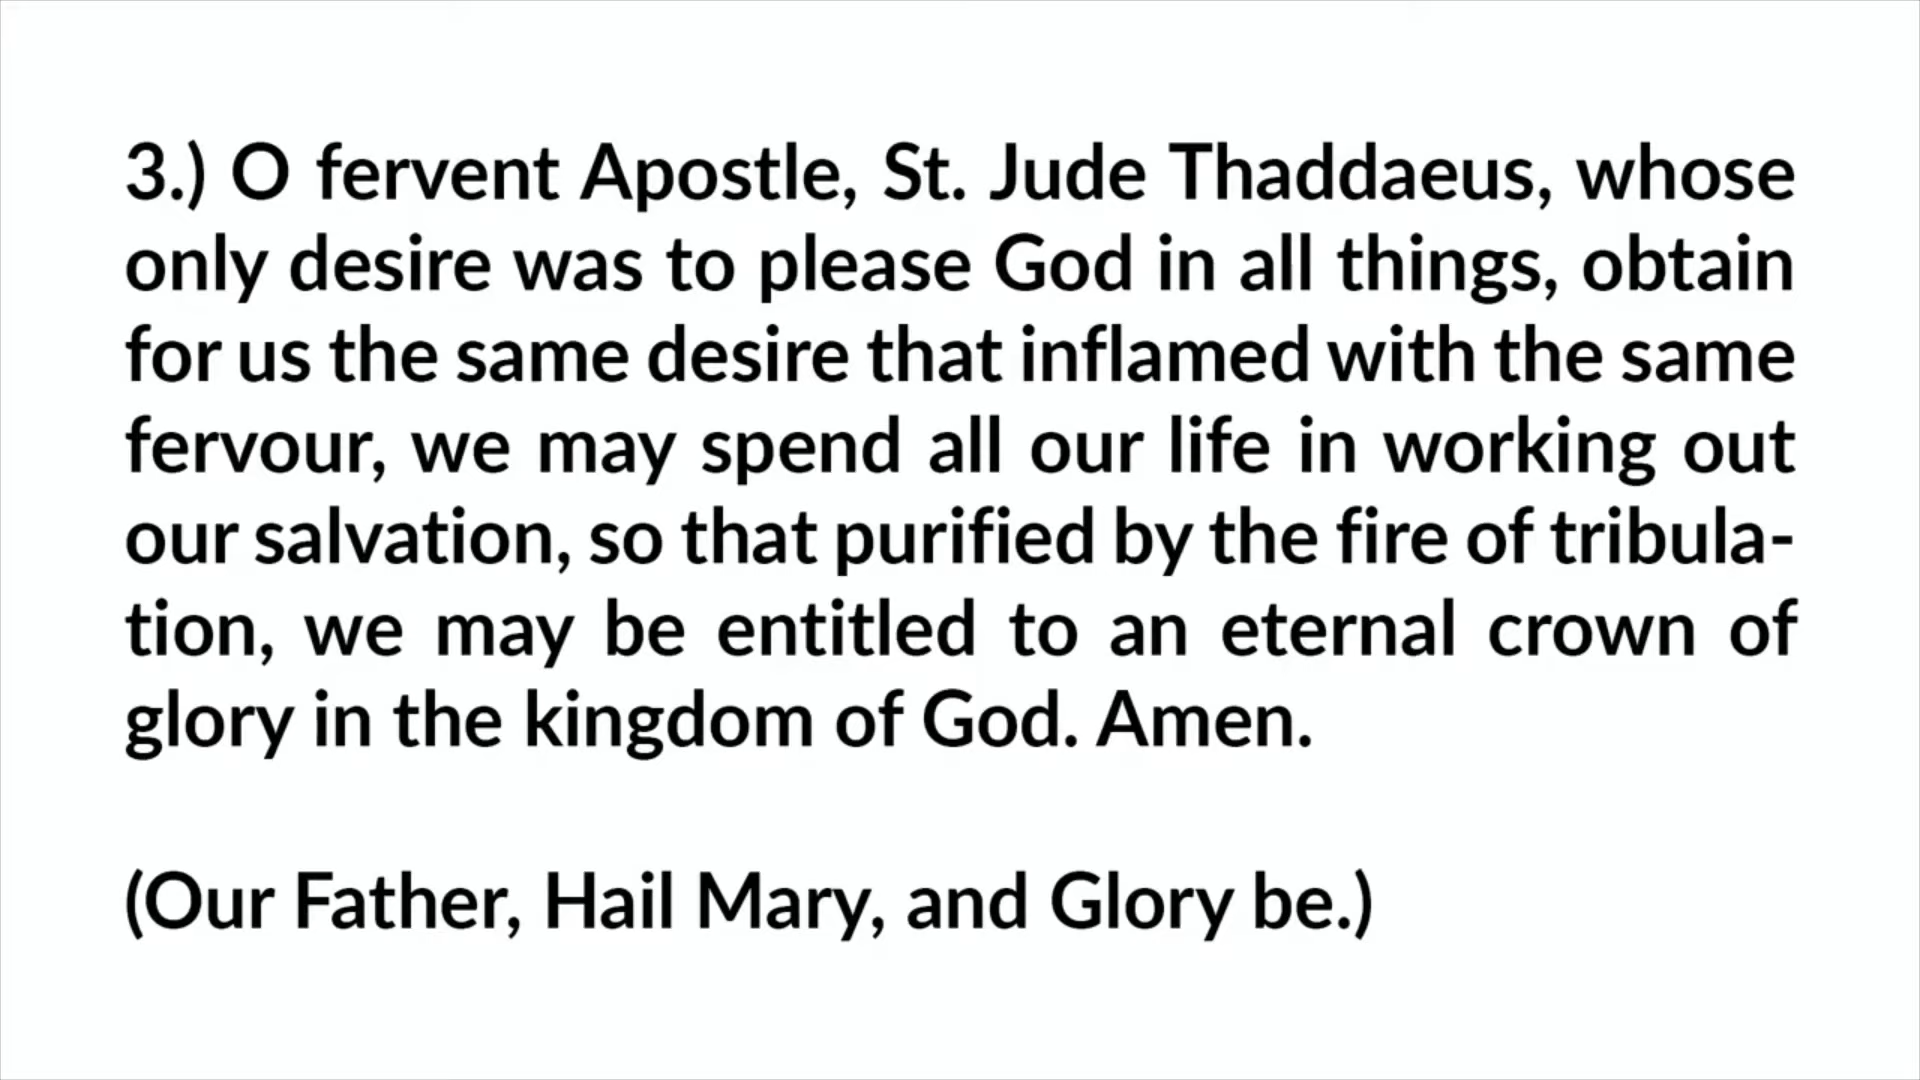 3.) O fervent Apostle, St. Jude Thaddaeus, whose
only desire was to please God in all things, obtain
for us the same desire that inflamed with the same
fervour, we may spend all our life in working out
our salvation, so that purified by the fire of tribula-
tion, we may be entitled to an eternal crown of
glory in the kingdom of God. Amen.
(Our Father, Hail Mary, and Glory be.)